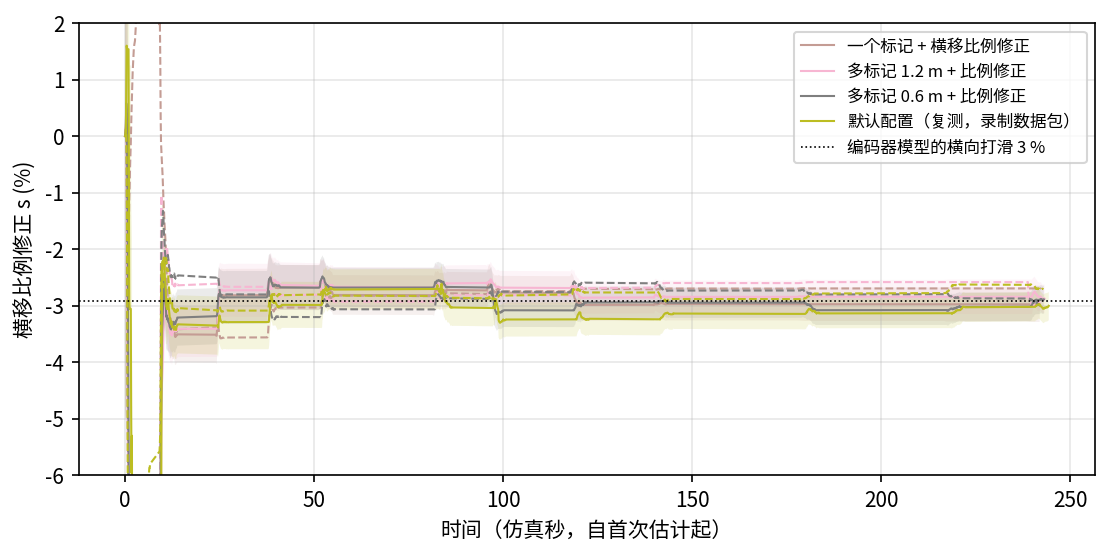 2
1
0
-1
-2
-3
-4
-5
-6
横移比例修正 s (%)
一个标记 + 横移比例修正
多标记 1.2 m + 比例修正
多标记 0.6 m + 比例修正
默认配置（复测，录制数据包）
编码器模型的横向打滑 3 %
0 50 100 150 200 250
时间（仿真秒，自首次估计起）